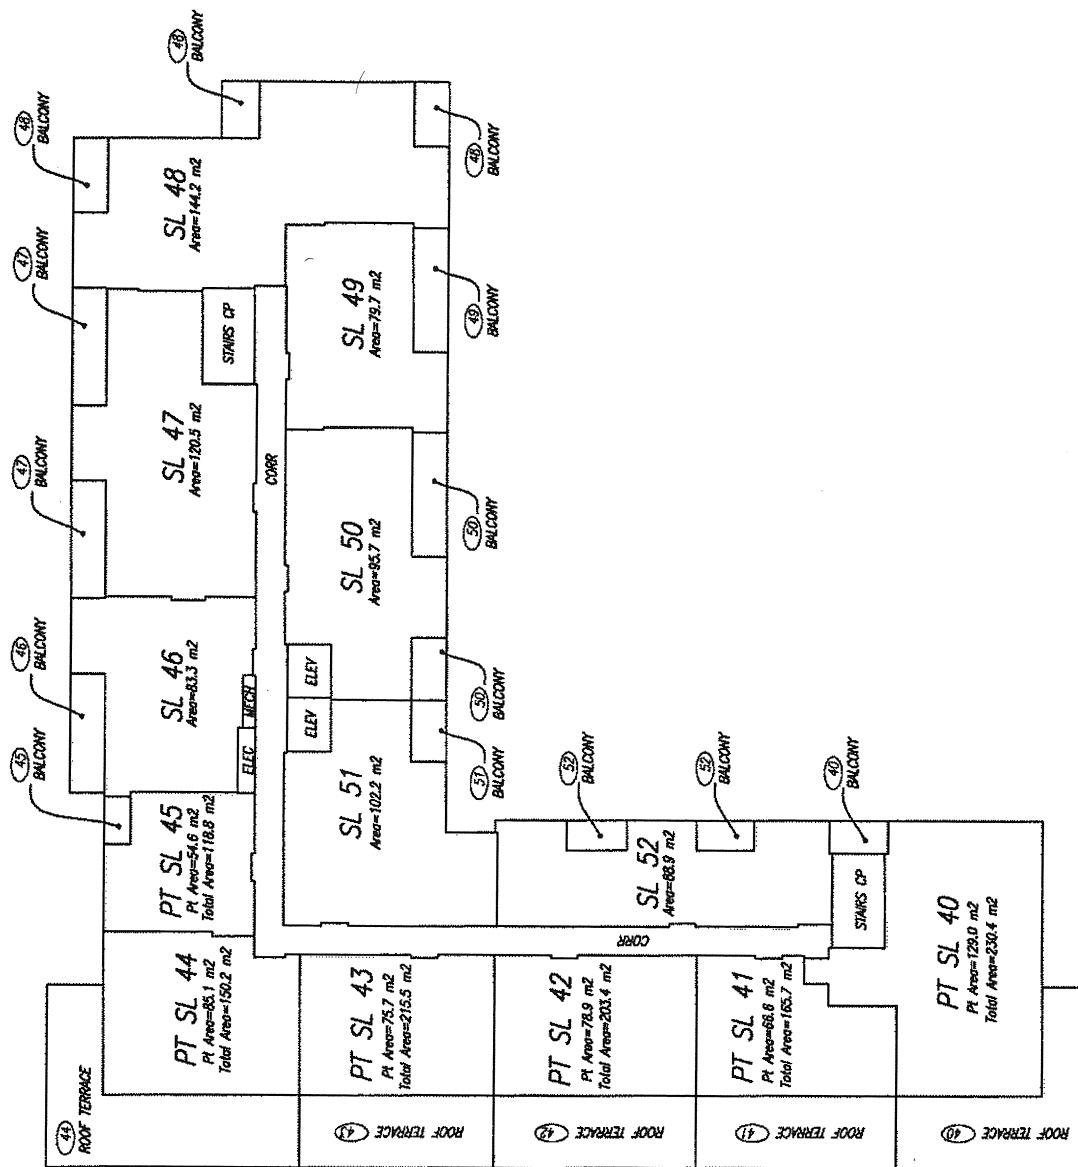 48
BALCONY
48
BALCONY
48
BALCONY
SL 48
Area=144.2 m2
47
BALCONY
49
BALCONY
SL 49
Area=79.7 m2
STAIRS CP
SL 47
Area=120.5 m2
47
BALCONY
CORR
50
BALCONY
SL 50
Area=95.7 m2
46
BALCONY
SL 46
Area=83.3 m2
MECH
ELEC
ELEV
ELEV
50
BALCONY
51
BALCONY
45
BALCONY
SL 51
Area=102.2 m2
PT SL 45
Pt Area=54.6 m2
Total Area=118.8 m2
52
BALCONY
52
BALCONY
40
BALCONY
SL 52
Area=68.9 m2
STAIRS CP
CORR
PT SL 44
Pt Area=85.1 m2
Total Area=150.2 m2
PT SL 43
Pt Area=75.7 m2
Total Area=215.5 m2
PT SL 42
Pt Area=78.9 m2
Total Area=203.4 m2
PT SL 41
Pt Area=66.6 m2
Total Area=165.7 m2
PT SL 40
Pt Area=129.0 m2
Total Area=230.4 m2
44
ROOF TERRACE
43 ROOF TERRACE
42 ROOF TERRACE
41 ROOF TERRACE
40 ROOF TERRACE